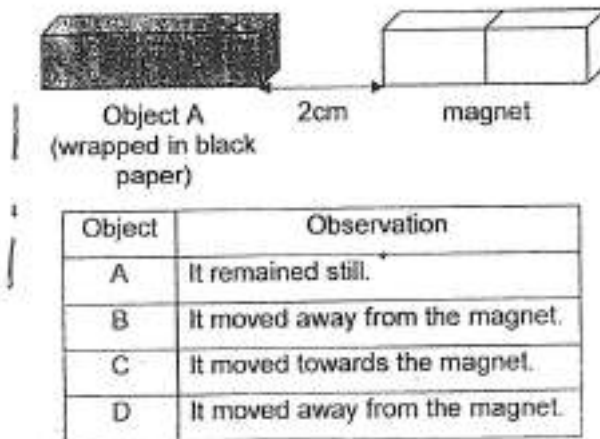 Object A
(wrapped in black
paper)
2cm
magnet
Object Observation
A It remained still.
B It moved away from the magnet.
C It moved towards the magnet.
D It moved away from the magnet.